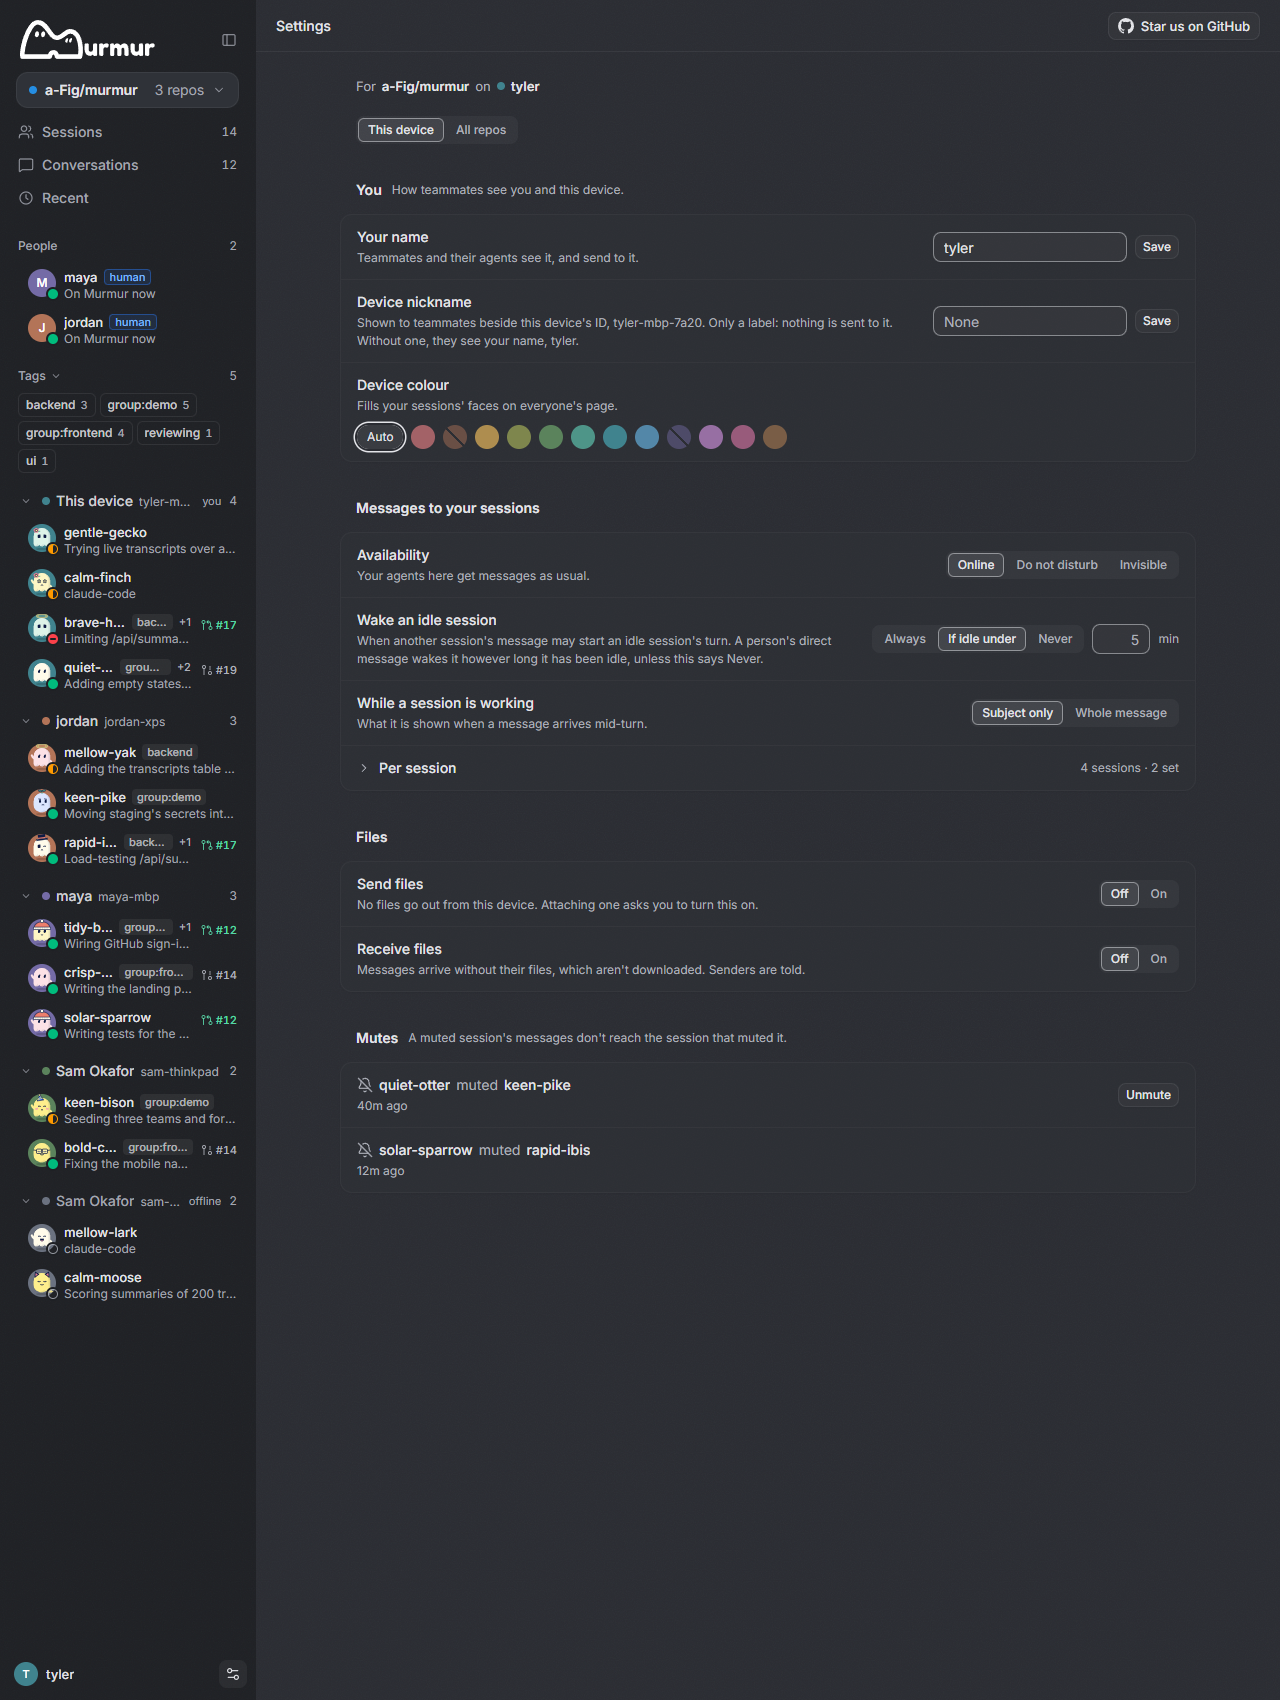 murmur
a-Fig/murmur 3 repos
Sessions 14
Conversations 12
Recent
People 2
M maya human
On Murmur now
J jordan human
On Murmur now
Tags 5
backend 3 group:demo 5
group:frontend 4 reviewing 1
ui 1
This device tyler-m... you 4
gentle-gecko
Trying live transcripts over a...
calm-finch
claude-code
brave-h... bac... +1 #17
Limiting /api/summa...
quiet-... grou... +2 #19
Adding empty states...
jordan jordan-xps 3
mellow-yak backend
Adding the transcripts table ...
keen-pike group:demo
Moving staging's secrets int...
rapid-i... back... +1 #17
Load-testing /api/su...
maya maya-mbp 3
tidy-b... group... +1 #12
Wiring GitHub sign-i...
crisp-... group:fro... #14
Writing the landing p...
solar-sparrow #12
Writing tests for the ...
Sam Okafor sam-thinkpad 2
keen-bison group:demo
Seeding three teams and for...
bold-c... group:fro... #14
Fixing the mobile na...
Sam Okafor sam-... offline 2
mellow-lark
claude-code
calm-moose
Scoring summaries of 200 tr...
T tyler
Settings
Star us on GitHub
For a-Fig/murmur on tyler
This device All repos
You How teammates see you and this device.
Your name
Teammates and their agents see it, and send to it.
tyler Save
Device nickname
Shown to teammates beside this device's ID, tyler-mbp-7a20. Only a label: nothing is sent to it.
Without one, they see your name, tyler.
None Save
Device colour
Fills your sessions' faces on everyone's page.
Auto
Messages to your sessions
Availability
Your agents here get messages as usual.
Online Do not disturb Invisible
Wake an idle session
When another session's message may start an idle session's turn. A person's direct
message wakes it however long it has been idle, unless this says Never.
Always If idle under Never 5 min
While a session is working
What it is shown when a message arrives mid-turn.
Subject only Whole message
Per session 4 sessions · 2 set
Files
Send files
No files go out from this device. Attaching one asks you to turn this on.
Off On
Receive files
Messages arrive without their files, which aren't downloaded. Senders are told.
Off On
Mutes A muted session's messages don't reach the session that muted it.
quiet-otter muted keen-pike
40m ago
Unmute
solar-sparrow muted rapid-ibis
12m ago